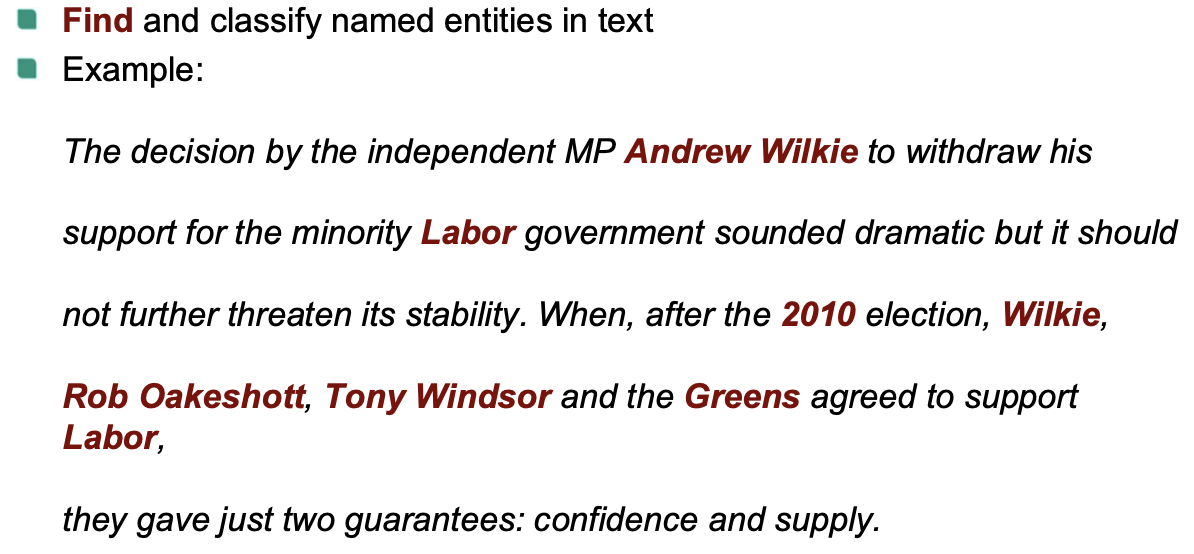 Find and classify named entities in text
Example:
The decision by the independent MP Andrew Wilkie to withdraw his
support for the minority Labor government sounded dramatic but it should
not further threaten its stability. When, after the 2010 election, Wilkie,
Rob Oakeshott, Tony Windsor and the Greens agreed to support
Labor,
they gave just two guarantees: confidence and supply.